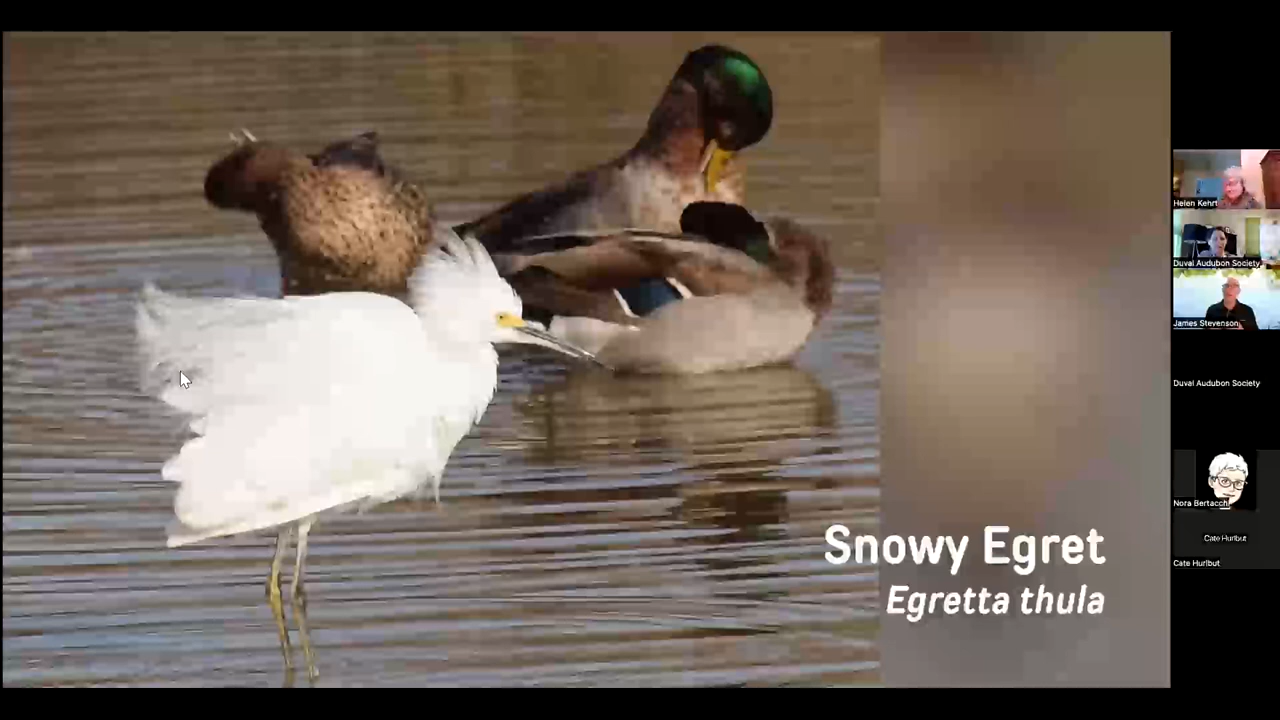 Snowy Egret
Egretta thula
Helen Kehrt
Duval Audubon Society
James Stevenson
Duval Audubon Society
Nora Bertacchi
Cate Hurlbut
Cate Hurlbut